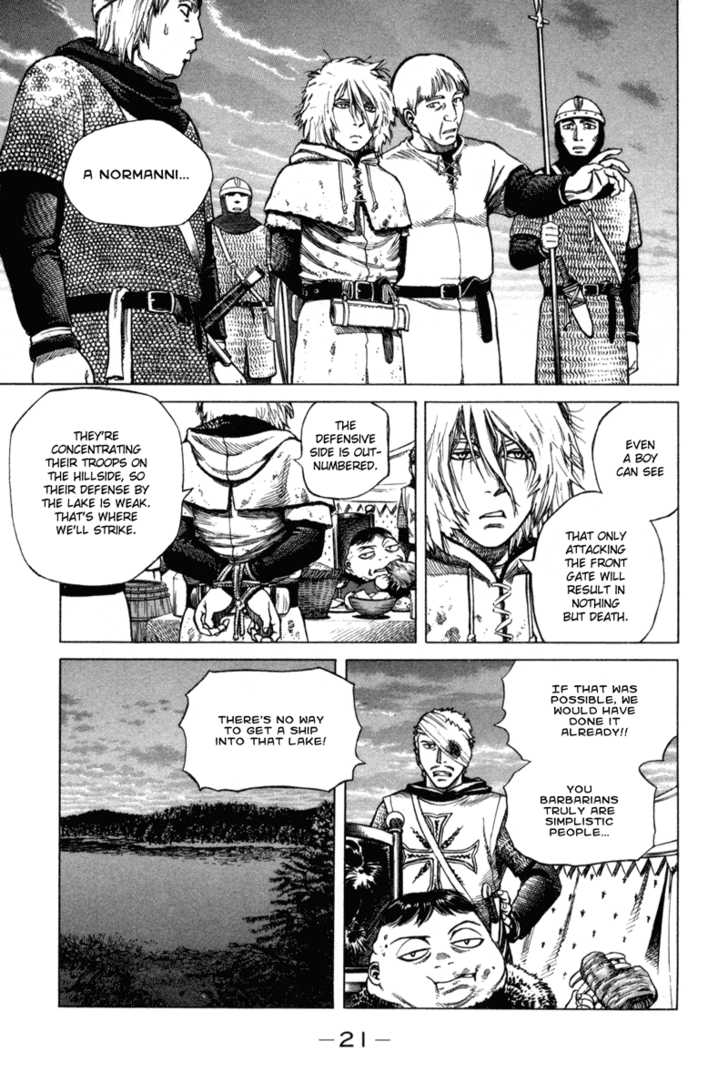 A NORMANNI...
EVEN
A BOY
CAN SEE
THAT ONLY
ATTACKING
THE FRONT
GATE WILL
RESULT IN
NOTHING
BUT DEATH.
THE
DEFENSIVE
SIDE IS OUT-
NUMBERED.
THEY'RE
CONCENTRATING
THEIR TROOPS ON
THE HILLSIDE, SO
THEIR DEFENSE BY
THE LAKE IS WEAK.
THAT'S WHERE
WE'LL STRIKE.
IF THAT WAS
POSSIBLE, WE
WOULD HAVE
DONE IT
ALREADY!!
YOU
BARBARIANS
TRULY ARE
SIMPLISTIC
PEOPLE...
THERE'S NO WAY
TO GET A SHIP
INTO THAT LAKE!
—21—